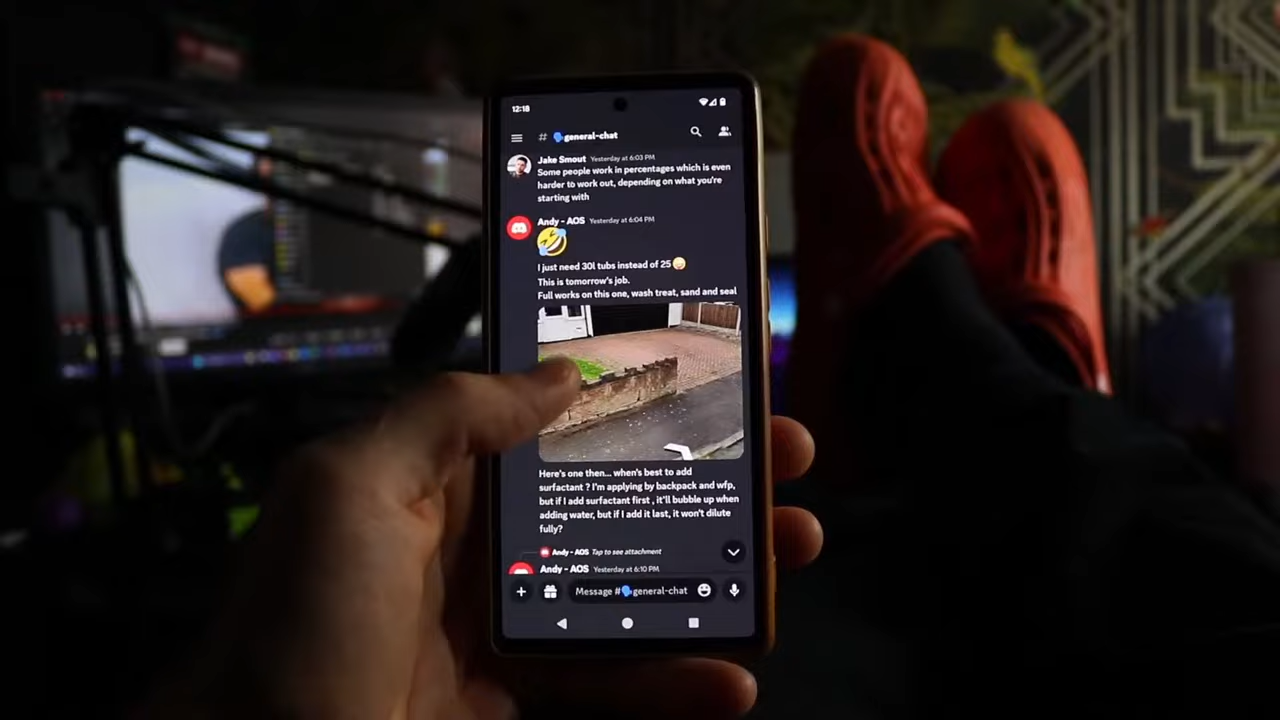 12:18
# general-chat
Jake Smout Yesterday at 6:03 PM
Some people work in percentages which is even
harder to work out, depending on what you're
starting with
Andy - AOS Yesterday at 6:04 PM
I just need 30l tubs instead of 25
This is tomorrow's job.
Full works on this one, wash treat, sand and seal
Here's one then... when's best to add
surfactant ? I'm applying by backpack and wfp,
but if I add surfactant first , it'll bubble up when
adding water, but if I add it last, it won't dilute
fully?
Andy - AOS Tap to see attachment
Andy - AOS Yesterday at 6:10 PM
Message # general-chat